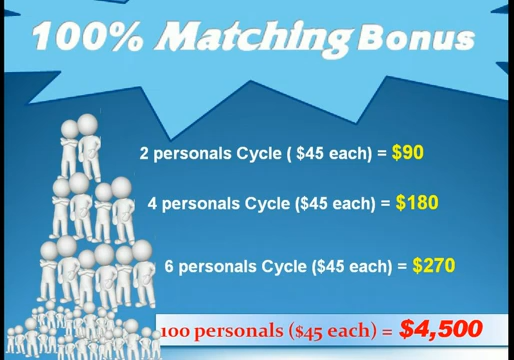 100% Matching Bonus
2 personals Cycle ( $45 each) = $90
4 personals Cycle ($45 each) = $180
6 personals Cycle ($45 each) = $270
100 personals ($45 each) = $4,500